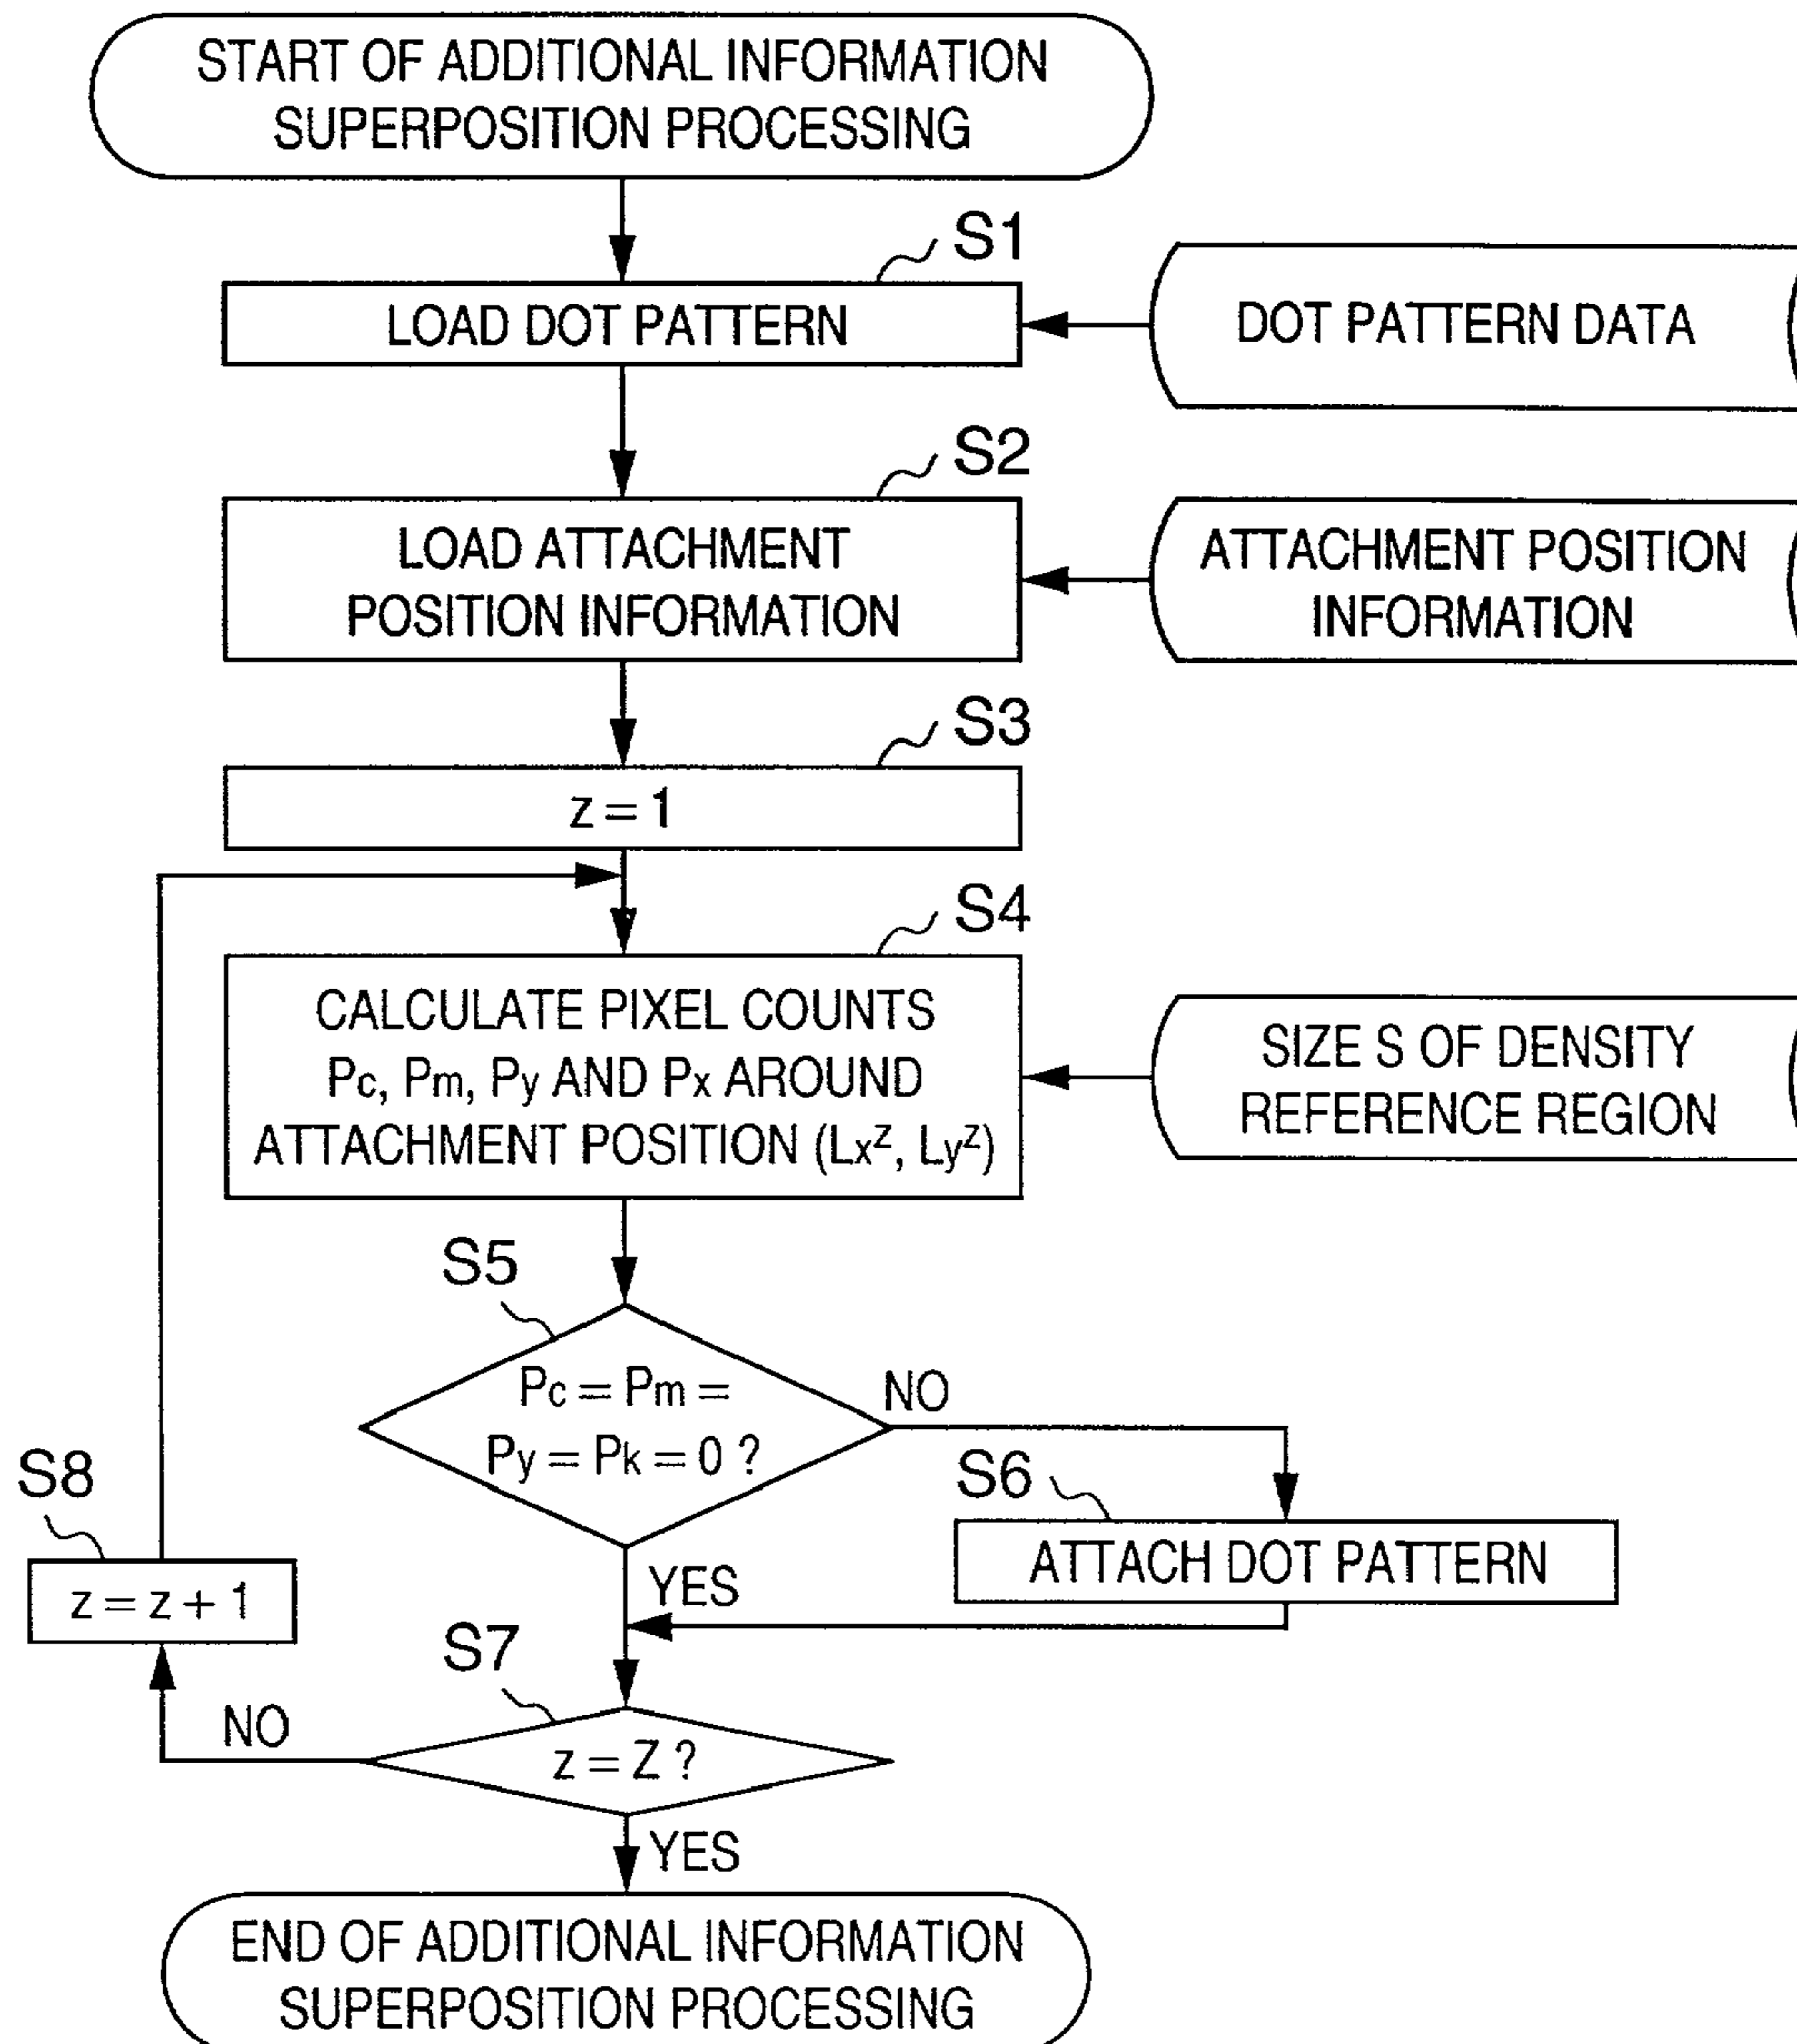 START OF ADDITIONAL INFORMATION
SUPERPOSITION PROCESSING
S1
LOAD DOT PATTERN
DOT PATTERN DATA
S2
LOAD ATTACHMENT
POSITION INFORMATION
ATTACHMENT POSITION
INFORMATION
S3
z = 1
S4
CALCULATE PIXEL COUNTS
Pc, Pm, Py AND Px AROUND
ATTACHMENT POSITION (Lx^z, Ly^z)
SIZE S OF DENSITY
REFERENCE REGION
S5
Pc = Pm =
Py = Pk = 0 ?
NO
S6
ATTACH DOT PATTERN
YES
S8
z = z + 1
S7
z = Z ?
NO
YES
END OF ADDITIONAL INFORMATION
SUPERPOSITION PROCESSING